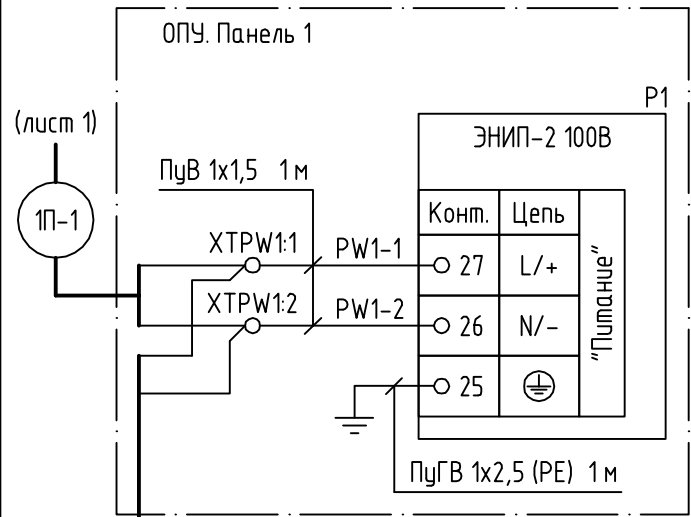 ОПУ. Панель 1
P1
(лист 1)
ЭНИП-2 100В
ПуВ 1х1,5 1 м
1П-1
Конт. Цепь
XTPW1:1 PW1-1 27 L/+
XTPW1:2 PW1-2 26 N/-
"Питание"
25
ПуГВ 1х2,5 (PE) 1 м